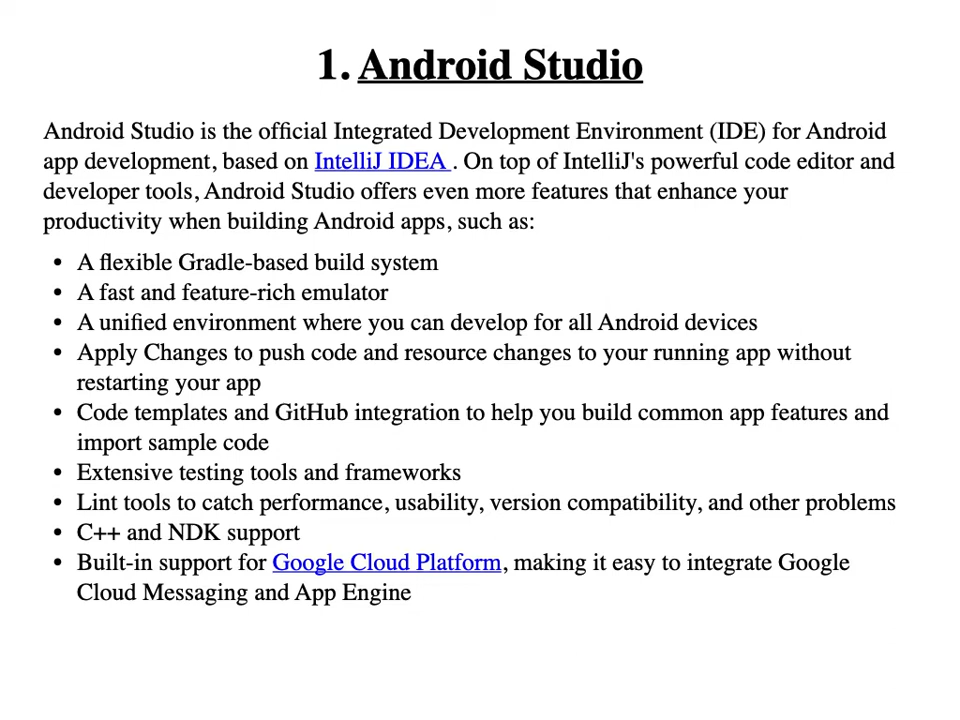 1. Android Studio
Android Studio is the official Integrated Development Environment (IDE) for Android
app development, based on IntelliJ IDEA . On top of IntelliJ's powerful code editor and
developer tools, Android Studio offers even more features that enhance your
productivity when building Android apps, such as:
• A flexible Gradle-based build system
• A fast and feature-rich emulator
• A unified environment where you can develop for all Android devices
• Apply Changes to push code and resource changes to your running app without
restarting your app
• Code templates and GitHub integration to help you build common app features and
import sample code
• Extensive testing tools and frameworks
• Lint tools to catch performance, usability, version compatibility, and other problems
• C++ and NDK support
• Built-in support for Google Cloud Platform, making it easy to integrate Google
Cloud Messaging and App Engine